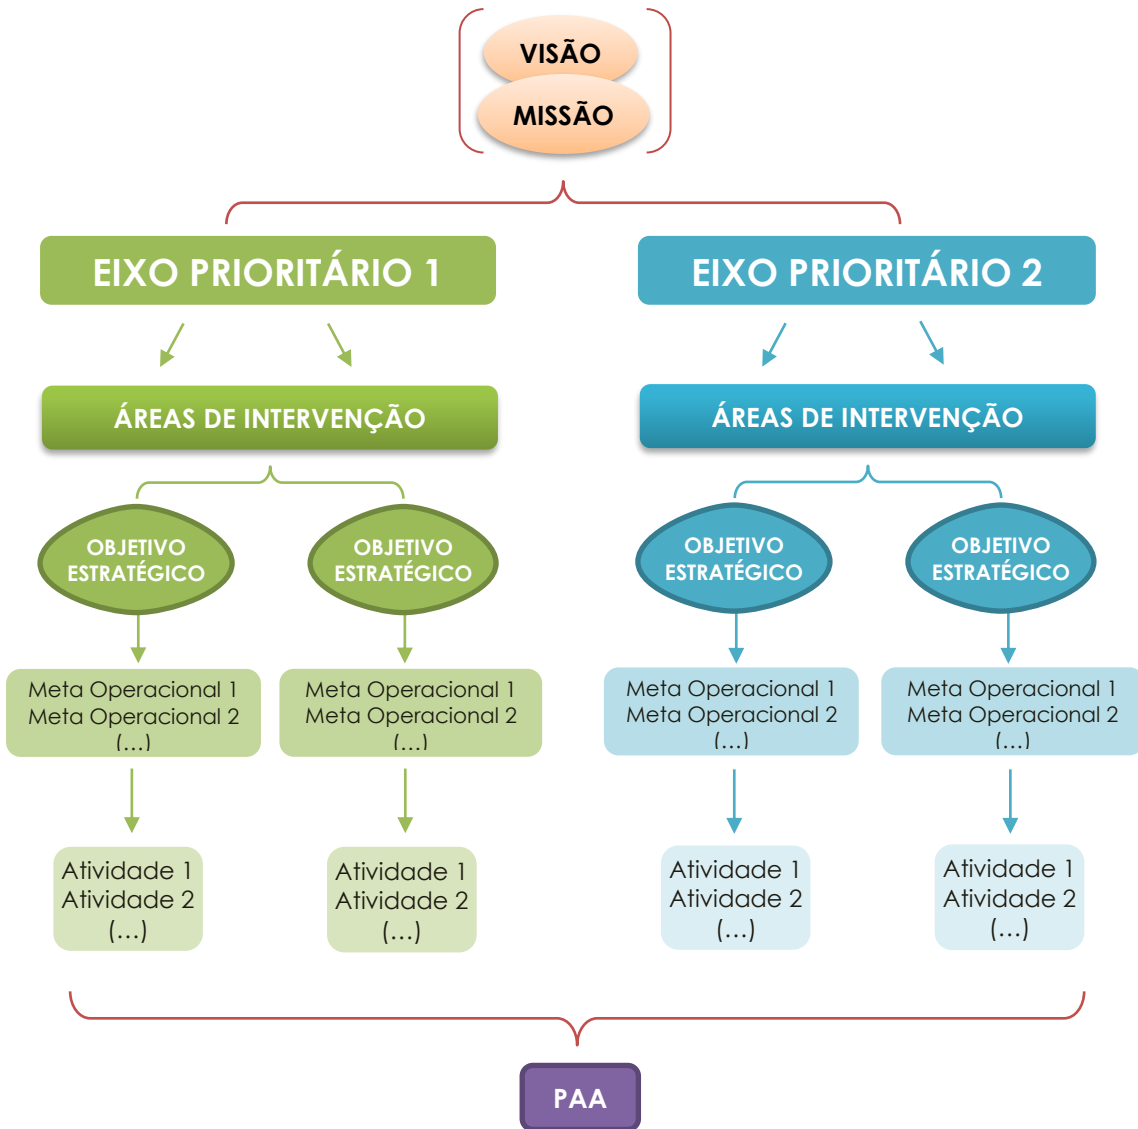 VISÃO
MISSÃO
EIXO PRIORITÁRIO 1
EIXO PRIORITÁRIO 2
ÁREAS DE INTERVENÇÃO
ÁREAS DE INTERVENÇÃO
OBJETIVO
ESTRATÉGICO
OBJETIVO
ESTRATÉGICO
OBJETIVO
ESTRATÉGICO
OBJETIVO
ESTRATÉGICO
Meta Operacional 1
Meta Operacional 2
(...)
Meta Operacional 1
Meta Operacional 2
(...)
Meta Operacional 1
Meta Operacional 2
(...)
Meta Operacional 1
Meta Operacional 2
(...)
Atividade 1
Atividade 2
(...)
Atividade 1
Atividade 2
(...)
Atividade 1
Atividade 2
(...)
Atividade 1
Atividade 2
(...)
PAA